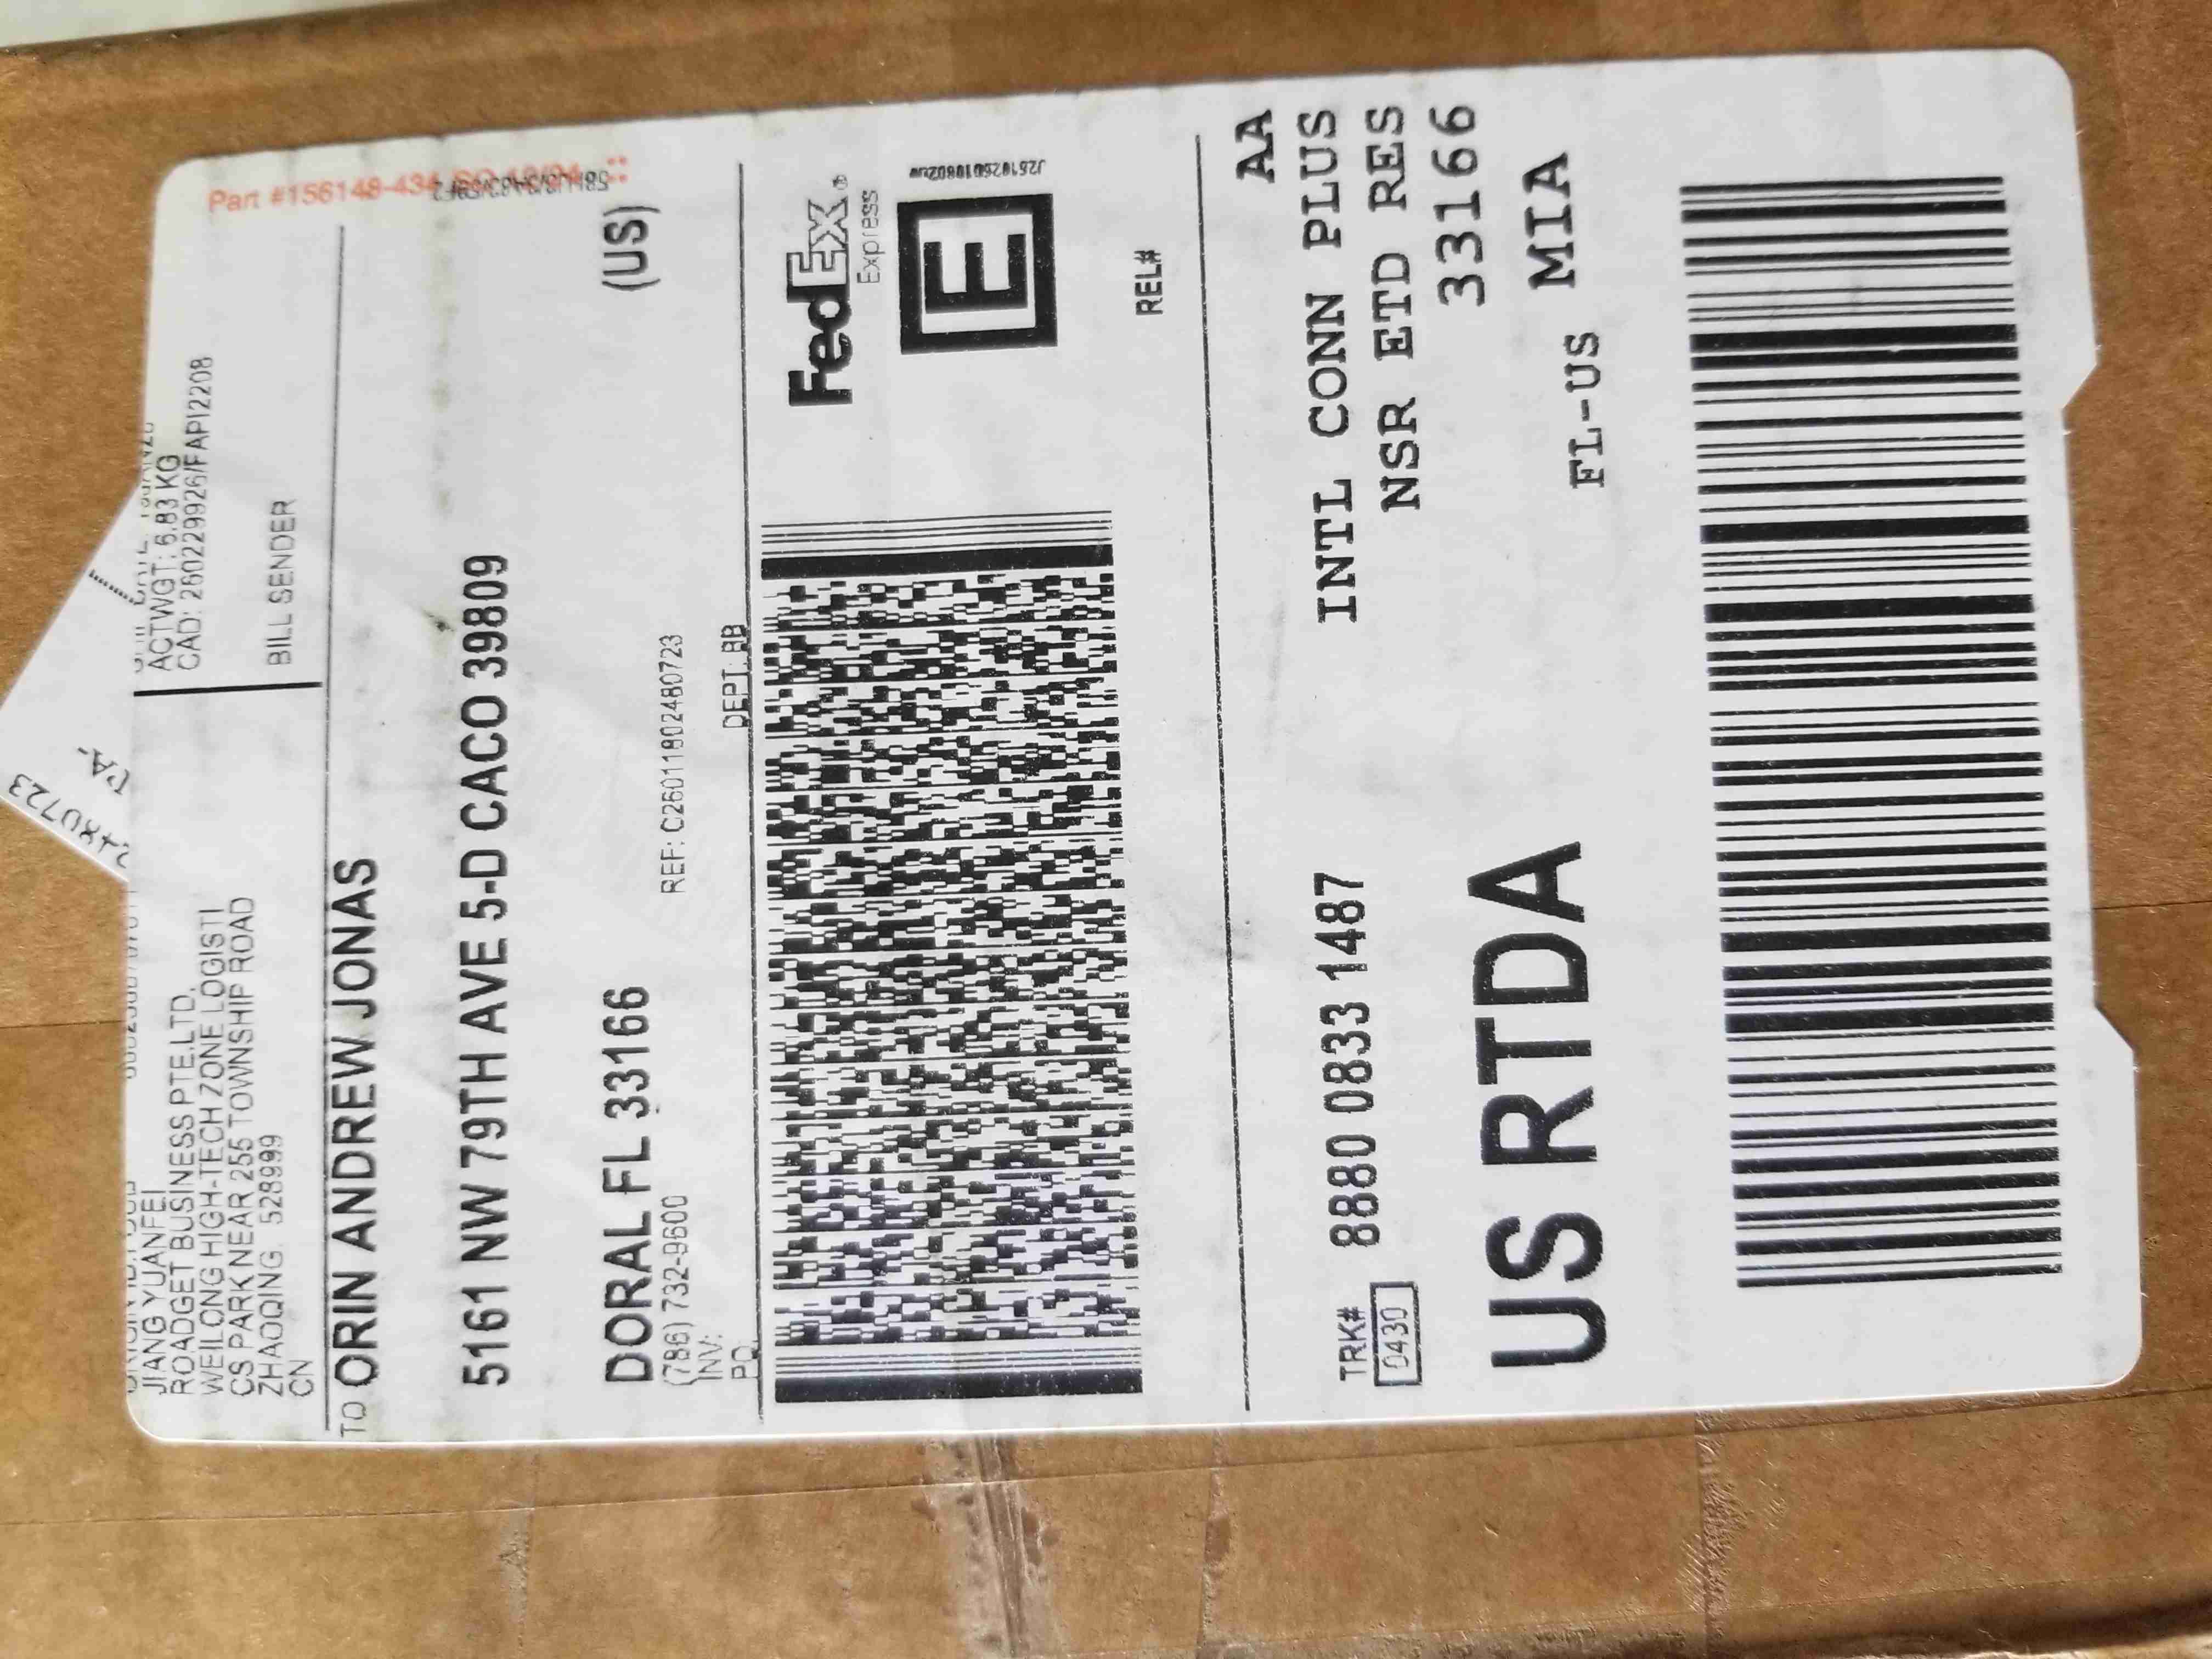 JIANG YUANFEI
ROADGET BUSINESS PTE.LTD.
WEILONG HIGH-TECH ZONE LOGISTI
CS PARK NEAR 255 TOWNSHIP ROAD
ZHAOQING, 528999
CN
ACTWGT: 6.83 KG
CAD: 260229926/FAPI2208
BILL SENDER
Part #156148-434
TO ORIN ANDREW JONAS
5161 NW 79TH AVE 5-D CACO 39809
DORAL FL 33166
(US)
(786) 732-9600
REF: C26011802480723
INV:
PO:
DEPT: BB
FedEx®
Express
E
REL#
AA
TRK# 8880 0833 1487
0430
INTL CONN PLUS
NSR ETD RES
33166
US RTDA
FL-US MIA